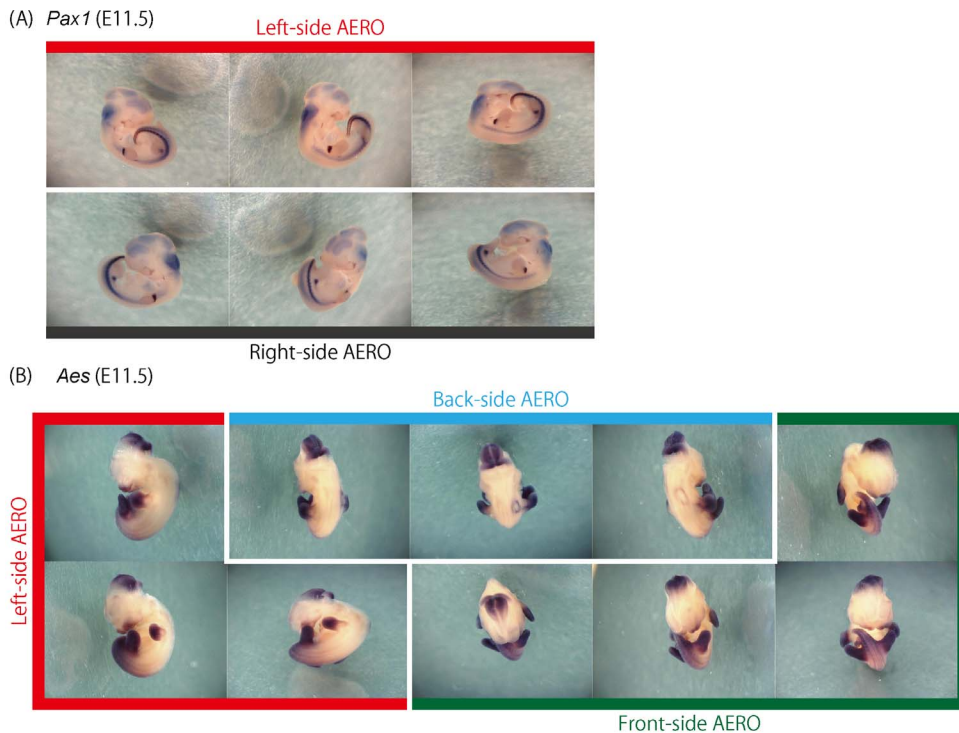 (A) Pax1 (E11.5)
Left-side AERO
Right-side AERO
(B) Aes (E11.5)
Back-side AERO
Left-side AERO
Front-side AERO